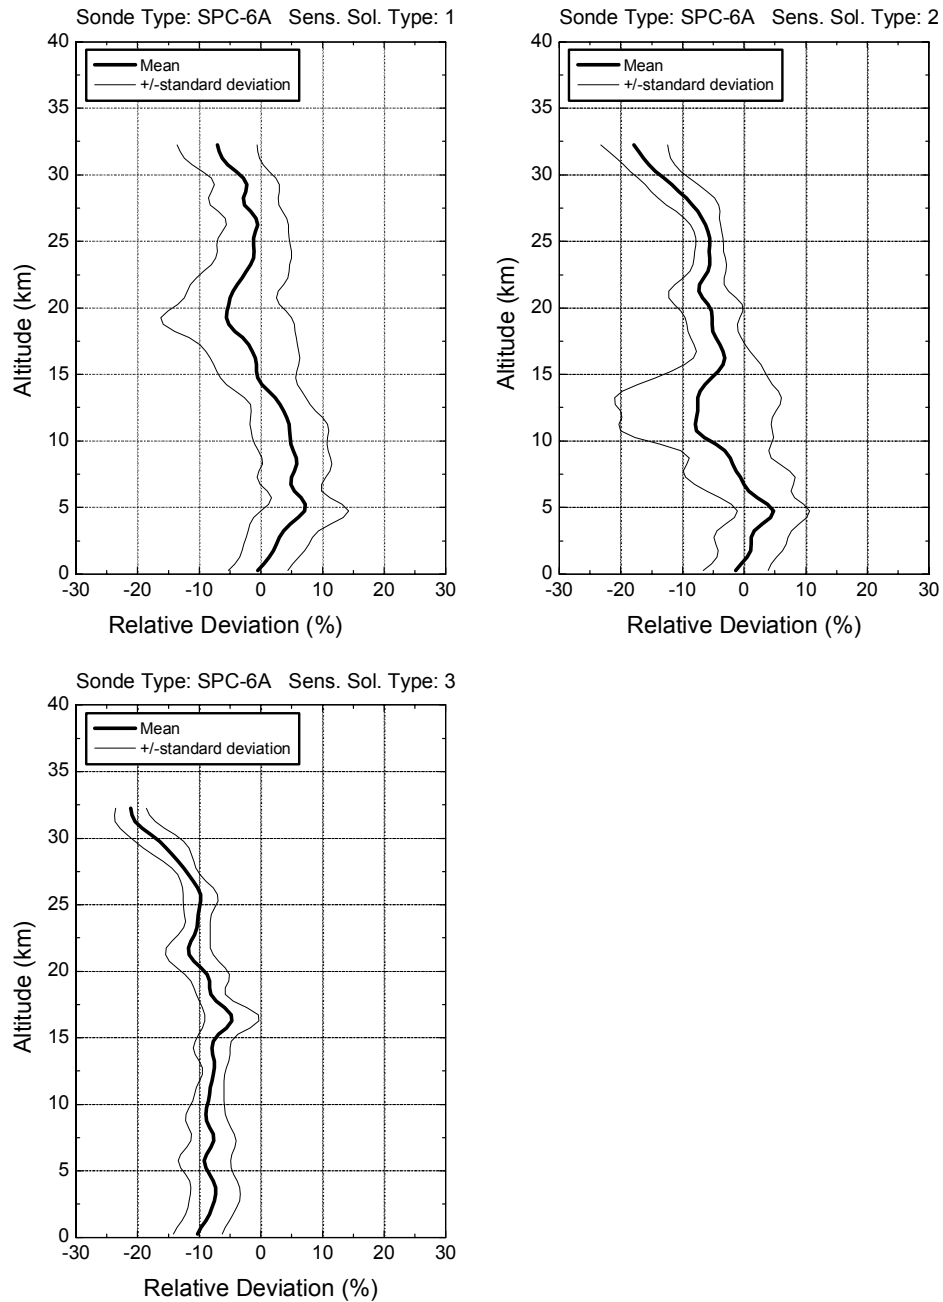 Sonde Type: SPC-6A Sens. Sol. Type: 1
Mean
+/-standard deviation
40
35
30
25
20
15
10
5
0
Altitude (km)
-30 -20 -10 0 10 20 30
Relative Deviation (%)
Sonde Type: SPC-6A Sens. Sol. Type: 2
Mean
+/-standard deviation
40
35
30
25
20
15
10
5
0
Altitude (km)
-30 -20 -10 0 10 20 30
Relative Deviation (%)
Sonde Type: SPC-6A Sens. Sol. Type: 3
Mean
+/-standard deviation
40
35
30
25
20
15
10
5
0
Altitude (km)
-30 -20 -10 0 10 20 30
Relative Deviation (%)